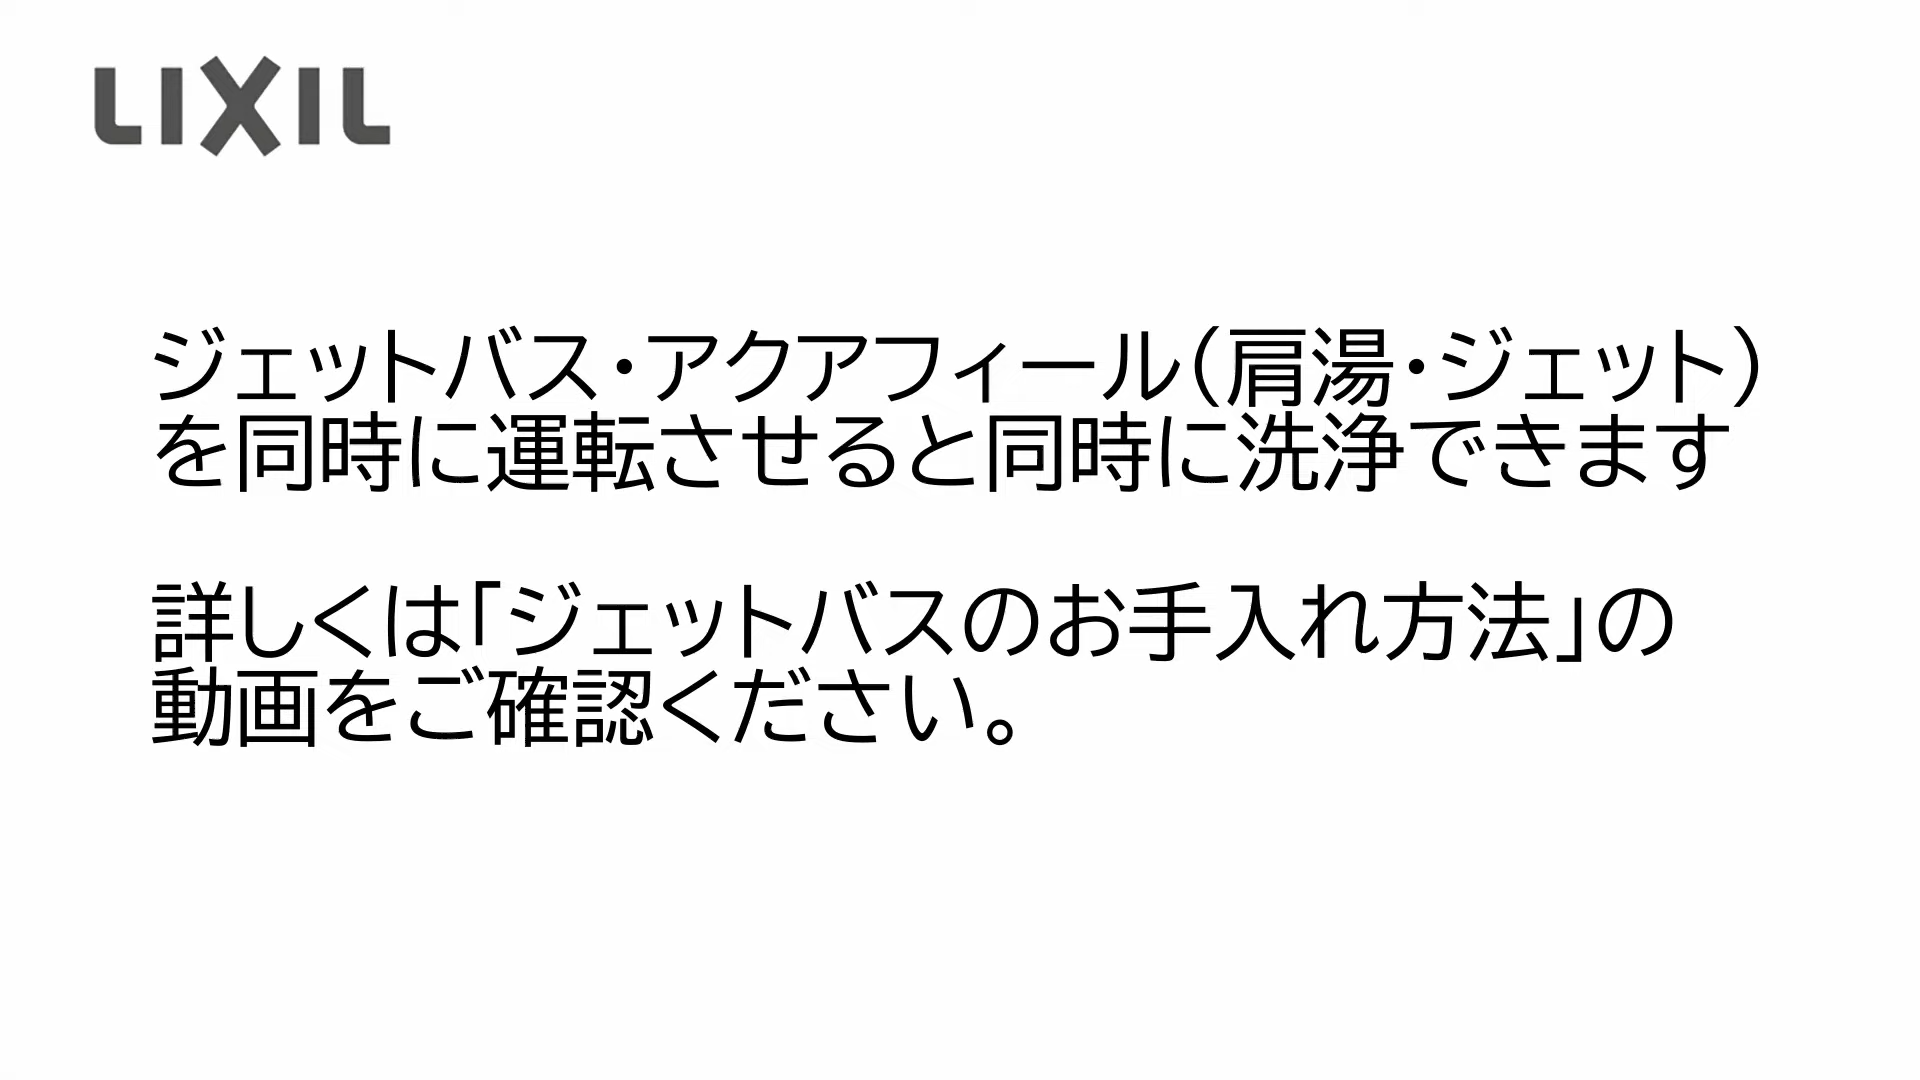 LIXIL
ジェットバス・アクアフィール(肩湯・ジェット)
を同時に運転させると同時に洗浄できます
詳しくは「ジェットバスのお手入れ方法」の
動画をご確認ください。